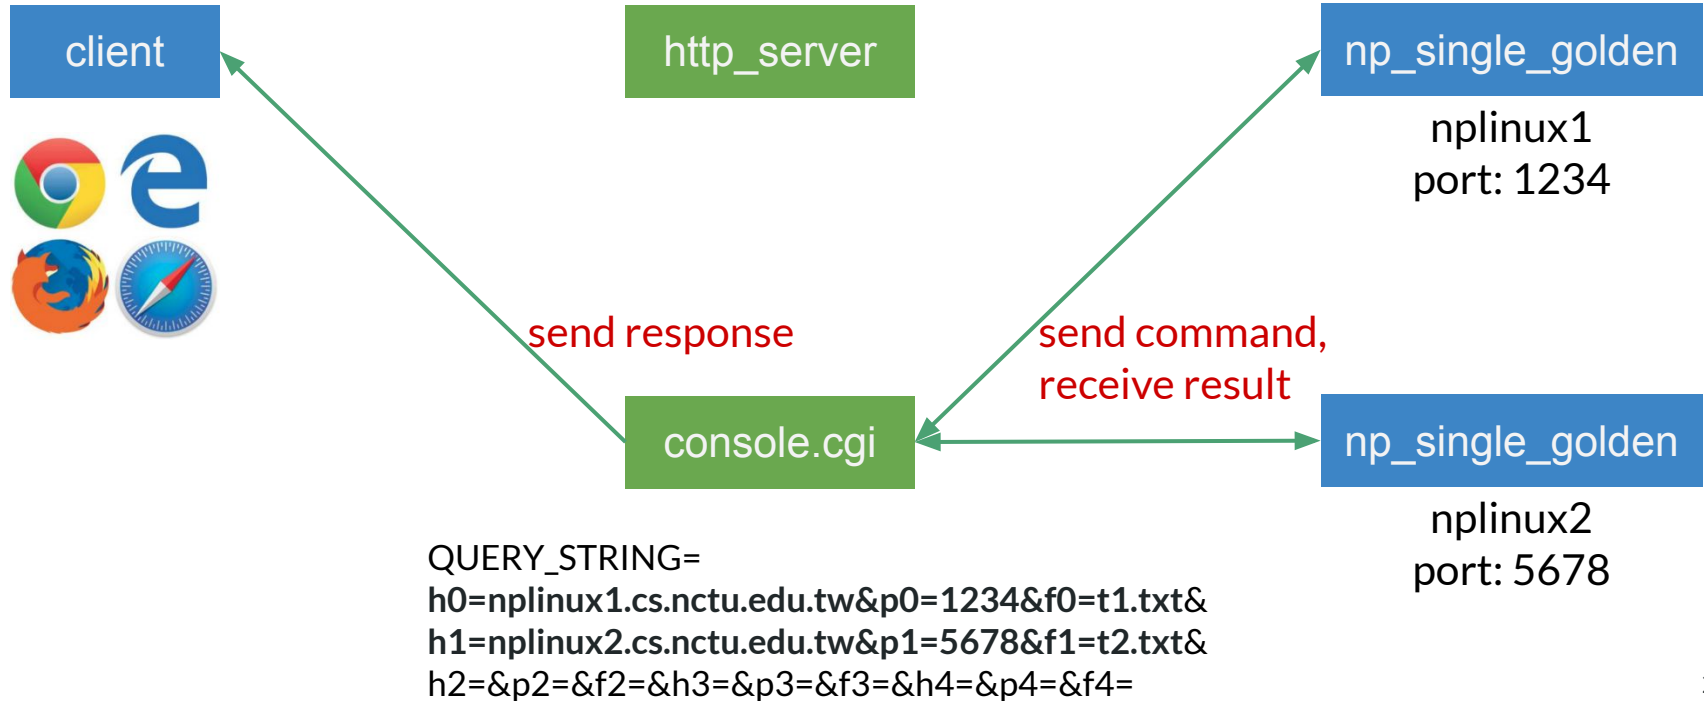 client
http_server
np_single_golden
nplinux1
port: 1234
send response
send command,
receive result
console.cgi
np_single_golden
nplinux2
port: 5678
QUERY_STRING=
h0=nplinux1.cs.nctu.edu.tw&p0=1234&f0=t1.txt&
h1=nplinux2.cs.nctu.edu.tw&p1=5678&f1=t2.txt&
h2=&p2=&f2=&h3=&p3=&f3=&h4=&p4=&f4=